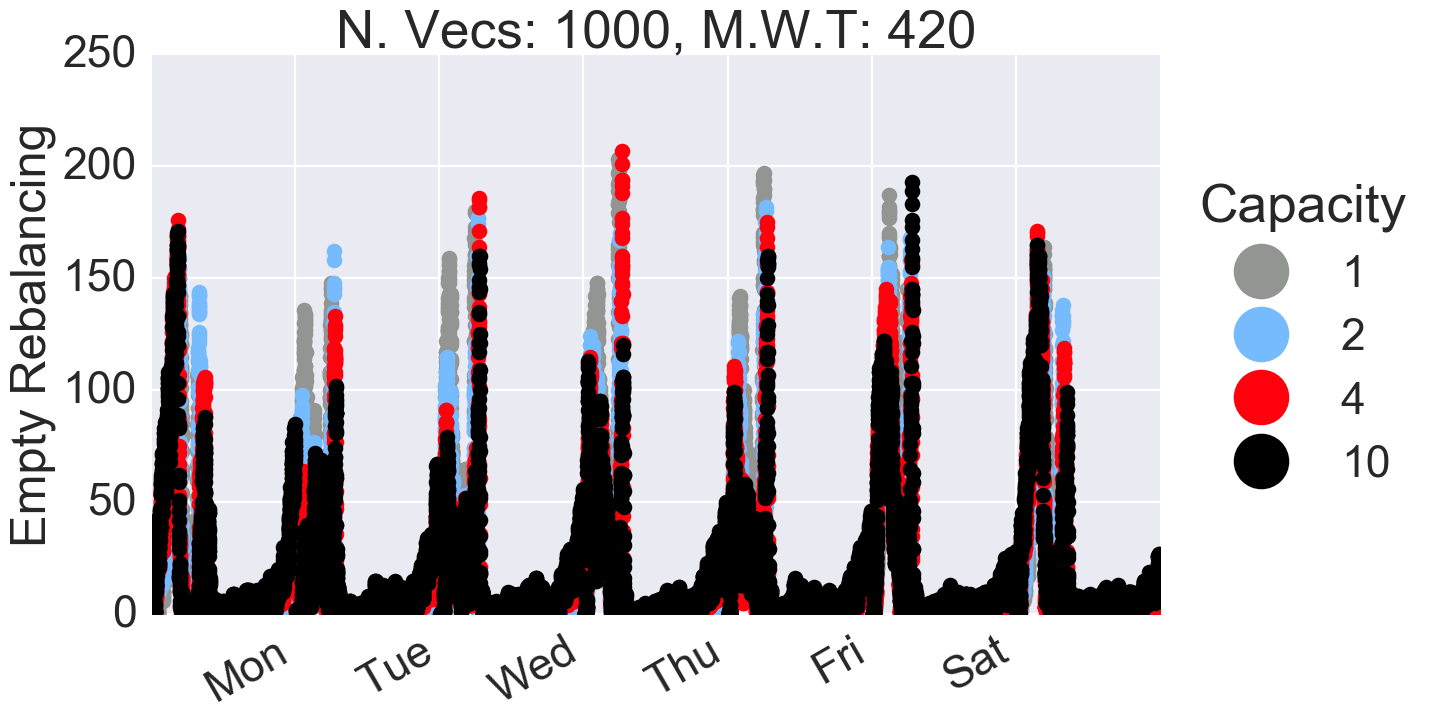 N. Vecs: 1000, M.W.T: 420
Empty Rebalancing
250
200
150
100
50
0
Mon
Tue
Wed
Thu
Fri
Sat
Capacity
1
2
4
10